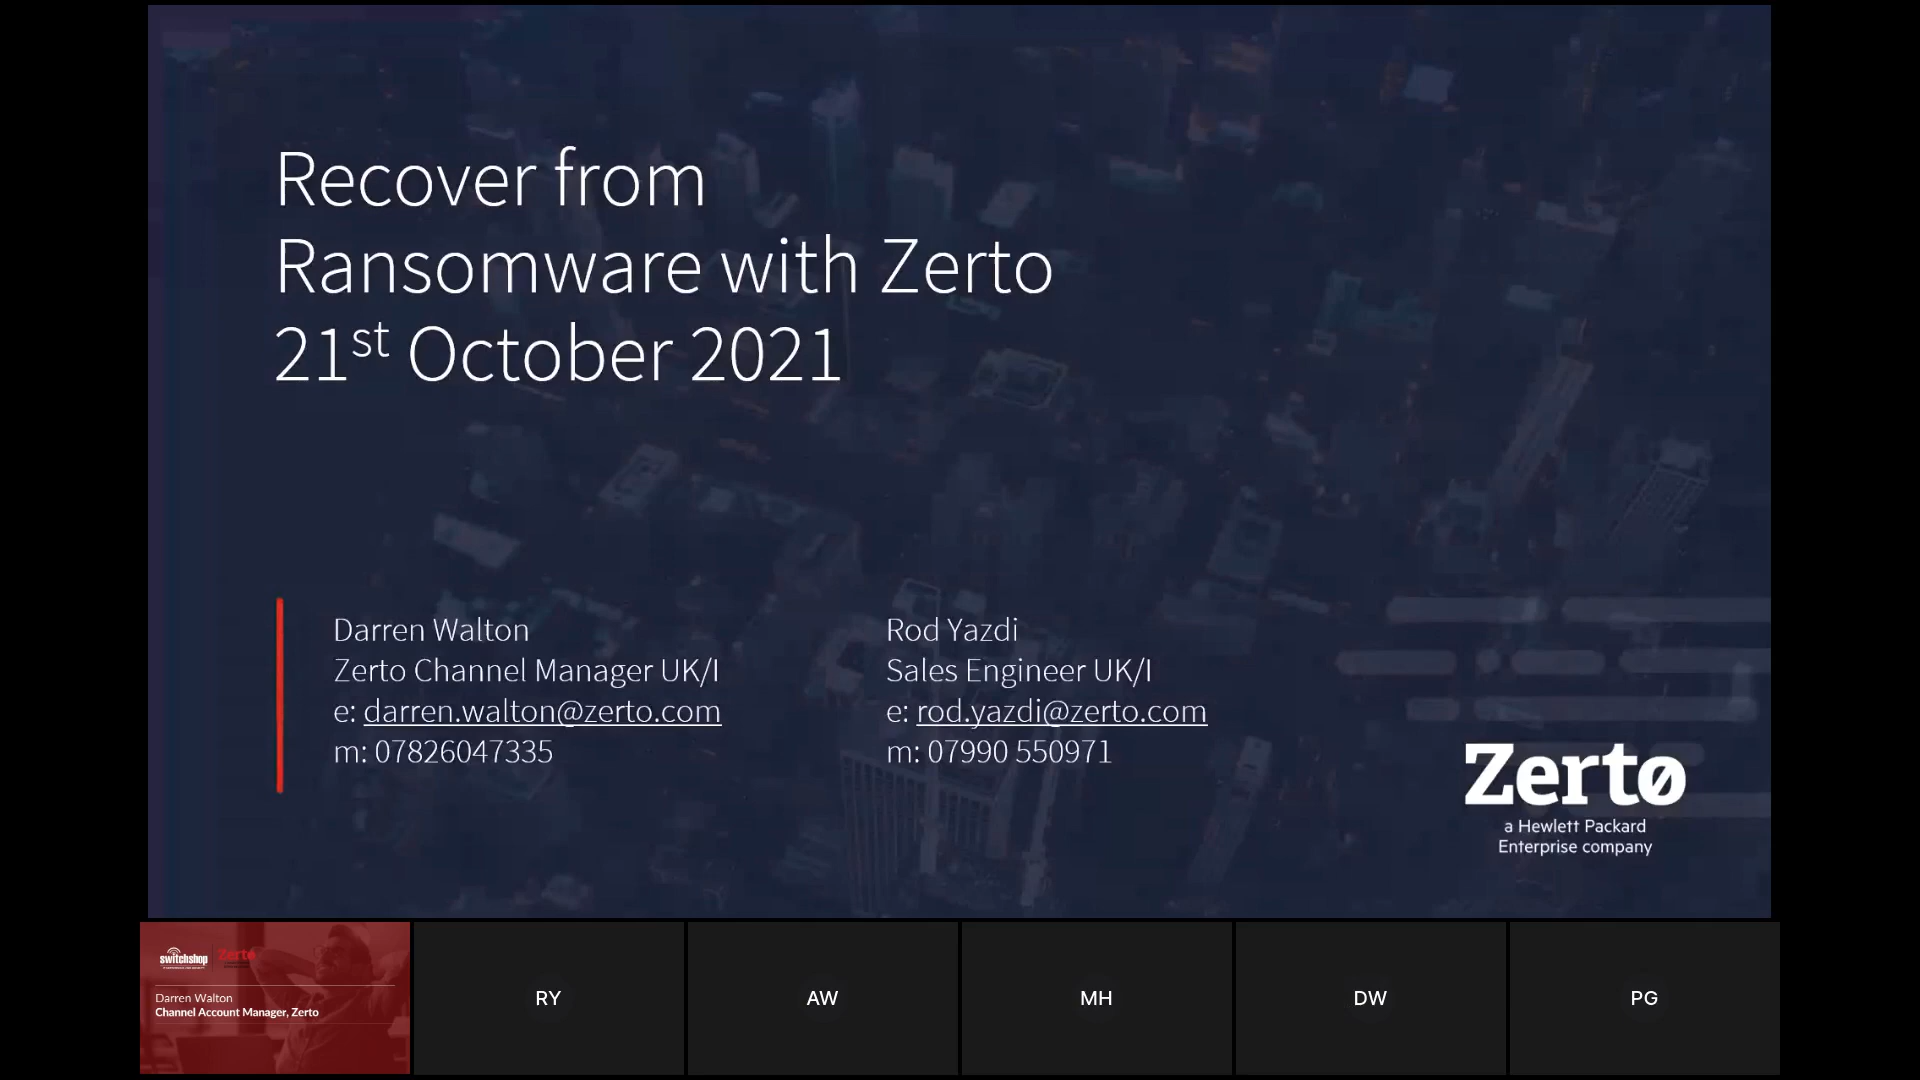 Recover from
Ransomware with Zerto
21st October 2021
Darren Walton
Zerto Channel Manager UK/I
e: darren.walton@zerto.com
m: 07826047335
Rod Yazdi
Sales Engineer UK/I
e: rod.yazdi@zerto.com
m: 07990 550971
Zerto
a Hewlett Packard
Enterprise company
switchshop
Zerto
Darren Walton
Channel Account Manager, Zerto
RY
AW
MH
DW
PG